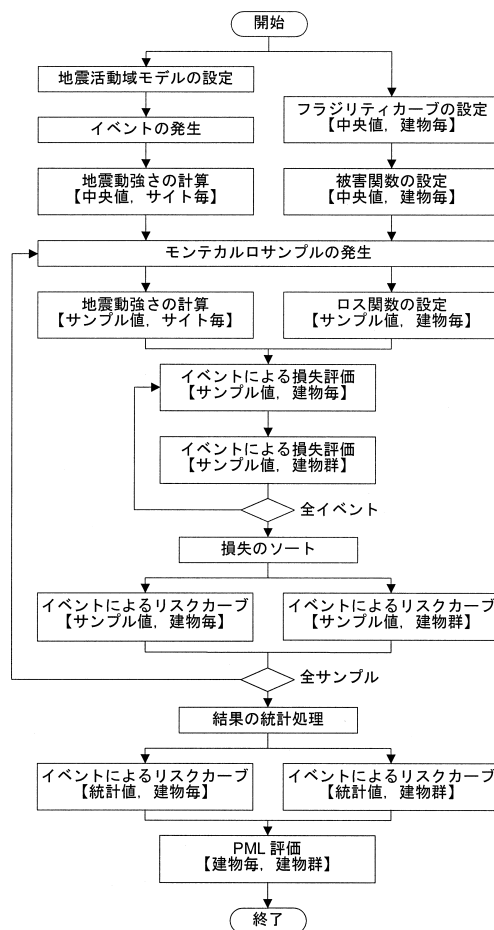 開始
地震活動域モデルの設定
イベントの発生
地震動強さの計算
【中央値，サイト毎】
フラジリティカーブの設定
【中央値，建物毎】
被害関数の設定
【中央値，建物毎】
モンテカルロサンプルの発生
地震動強さの計算
【サンプル値，サイト毎】
ロス関数の設定
【サンプル値，建物毎】
イベントによる損失評価
【サンプル値，建物毎】
イベントによる損失評価
【サンプル値，建物群】
全イベント
損失のソート
イベントによるリスクカーブ
【サンプル値，建物毎】
イベントによるリスクカーブ
【サンプル値，建物群】
全サンプル
結果の統計処理
イベントによるリスクカーブ
【統計値，建物毎】
イベントによるリスクカーブ
【統計値，建物群】
PML 評価
【建物毎，建物群】
終了